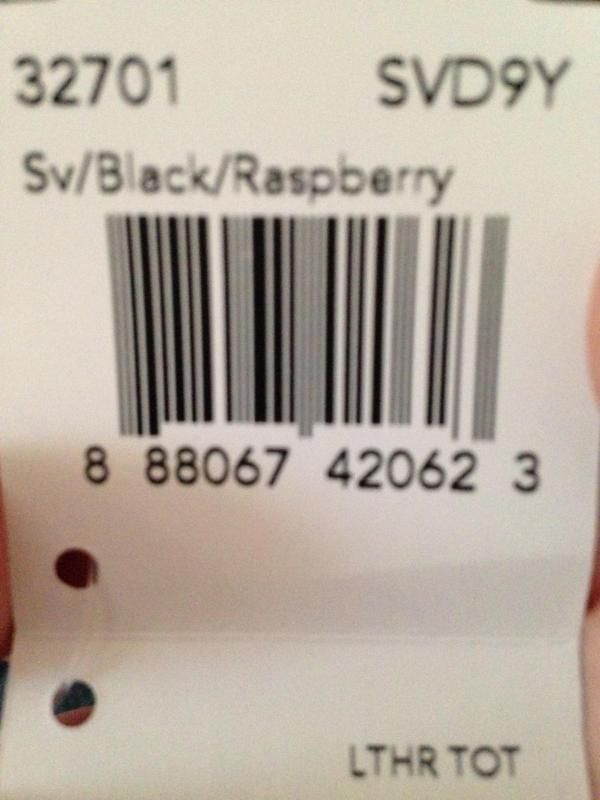 32701 SVD9Y
Sv/Black/Raspberry
8 88067 42062 3
LTHR TOT